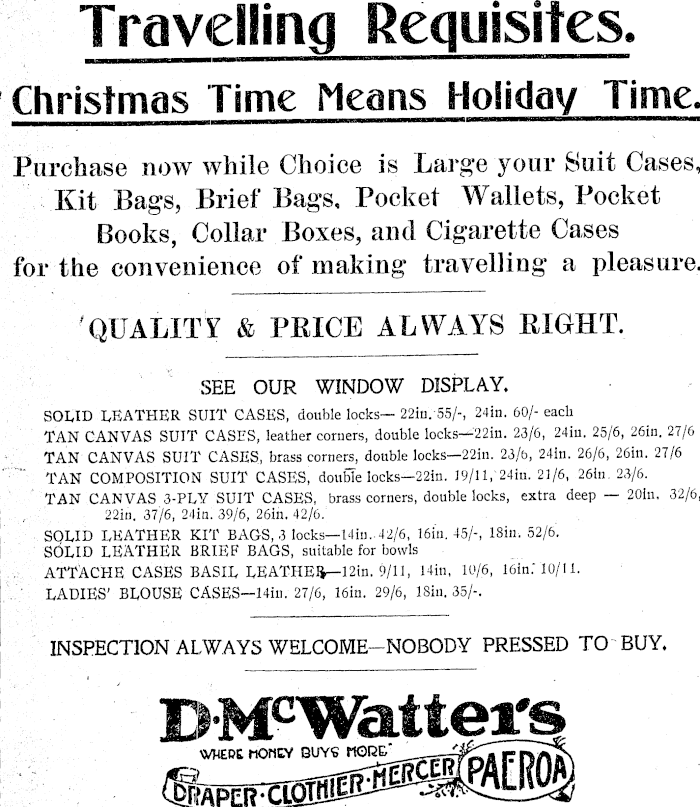 Travelling Requisites.
Christmas Time Means Holiday Time.
Purchase now while Choice is Large your Suit Cases,
Kit Bags, Brief Bags, Pocket Wallets, Pocket
Books, Collar Boxes, and Cigarette Cases
for the convenience of making travelling a pleasure.
QUALITY & PRICE ALWAYS RIGHT.
SEE OUR WINDOW DISPLAY.
SOLID LEATHER SUIT CASES, double locks—22in. 55/-, 24in. 60/- each
TAN CANVAS SUIT CASES, leather corners, double locks—22in. 23/6, 24in. 25/6, 26in. 27/6
TAN CANVAS SUIT CASES, brass corners, double locks—22in. 23/6, 24in. 26/6, 26in. 27/6
TAN COMPOSITION SUIT CASES, double locks—22in. 19/11, 24in. 21/6, 26in. 23/6.
TAN CANVAS 3-PLY SUIT CASES, brass corners, double locks, extra deep — 20in. 32/6,
22in. 37/6, 24in. 39/6, 26in. 42/6.
SOLID LEATHER KIT BAGS, 3 locks—14in. 42/6, 16in. 45/-, 18in. 52/6.
SOLID LEATHER BRIEF BAGS, suitable for bowls
ATTACHE CASES BASIL LEATHER—12in. 9/11, 14in, 10/6, 16in. 10/11.
LADIES' BLOUSE CASES—14in. 27/6, 16in. 29/6, 18in. 35/-.
INSPECTION ALWAYS WELCOME—NOBODY PRESSED TO BUY.
D. McWatters
"WHERE MONEY BUYS MORE"
DRAPER·CLOTHIER·MERCER PAEROA